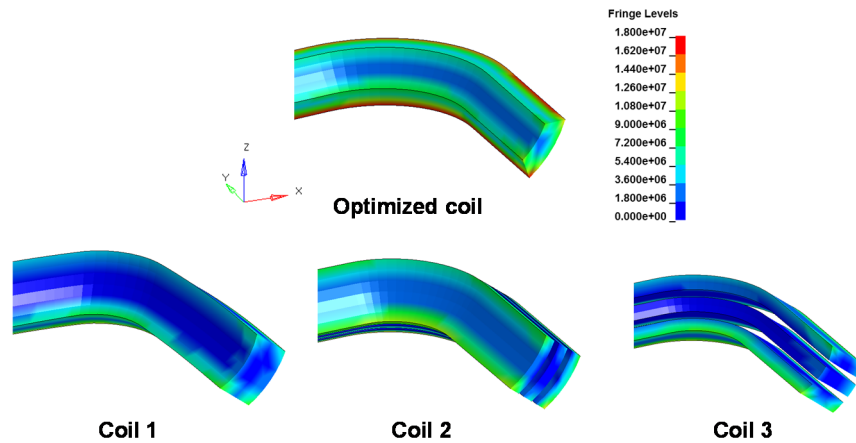 Fringe Levels
1.800e+07
1.620e+07
1.440e+07
1.260e+07
1.080e+07
9.000e+06
7.200e+06
5.400e+06
3.600e+06
1.800e+06
0.000e+00
Z
Y
X
Optimized coil
Coil 1
Coil 2
Coil 3